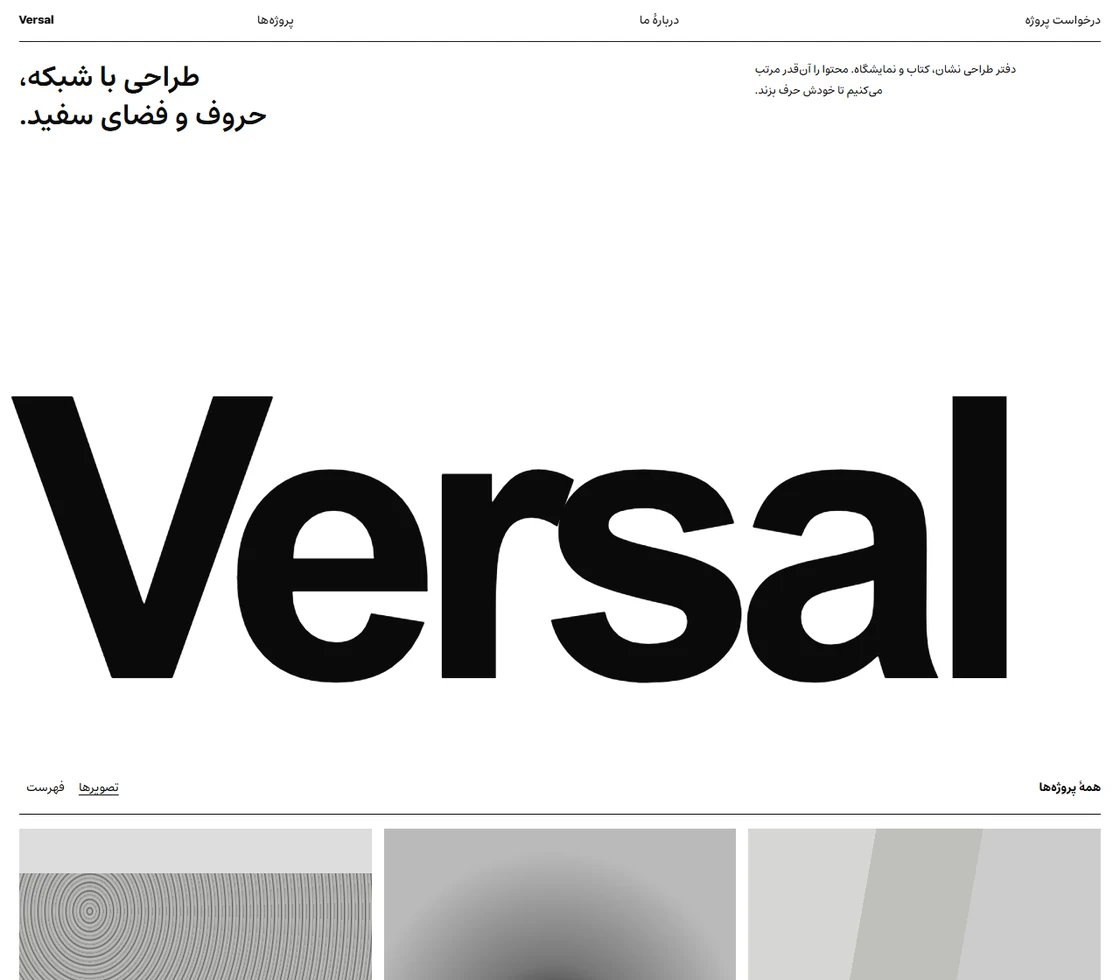 Versal
پروژه‌ها
دربارهٔ ما
درخواست پروژه
طراحی با شبکه،
حروف و فضای سفید.
دفتر طراحی نشان، کتاب و نمایشگاه. محتوا را آن‌قدر مرتب
می‌کنیم تا خودش حرف بزند.
Versal
همهٔ پروژه‌ها
تصویرها
فهرست